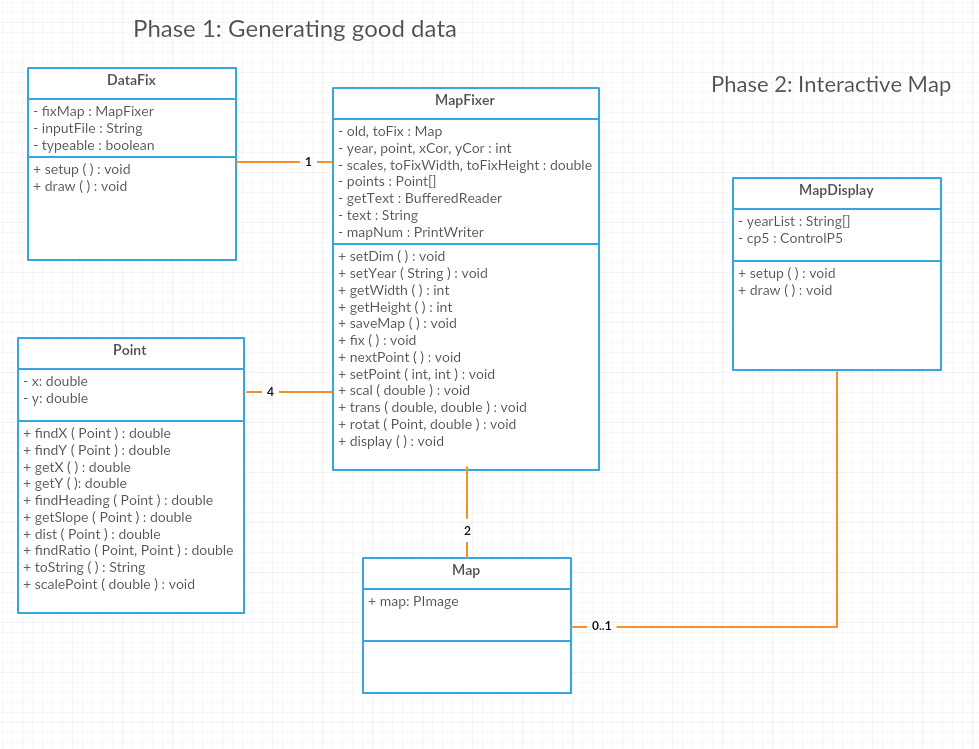 Phase 1: Generating good data
DataFix
- fixMap : MapFixer
- inputFile : String
- typeable : boolean
+ setup ( ) : void
+ draw ( ) : void
1
MapFixer
- old, toFix : Map
- year, point, xCor, yCor : int
- scales, toFixWidth, toFixHeight : double
- points : Point[]
- getText : BufferedReader
- text : String
- mapNum : PrintWriter
+ setDim ( ) : void
+ setYear ( String ) : void
+ getWidth ( ) : int
+ getHeight ( ) : int
+ saveMap ( ) : void
+ fix ( ) : void
+ nextPoint ( ) : void
+ setPoint ( int, int ) : void
+ scal ( double ) : void
+ trans ( double, double ) : void
+ rotat ( Point, double ) : void
+ display ( ) : void
Point
- x: double
- y: double
+ findX ( Point ) : double
+ findY ( Point ) : double
+ getX ( ) : double
+ getY ( ): double
+ findHeading ( Point ) : double
+ getSlope ( Point ) : double
+ dist ( Point ) : double
+ findRatio ( Point, Point ) : double
+ toString ( ) : String
+ scalePoint ( double ) : void
4
2
Map
+ map: PImage
0..1
Phase 2: Interactive Map
MapDisplay
- yearList : String[]
- cp5 : ControlP5
+ setup ( ) : void
+ draw ( ) : void